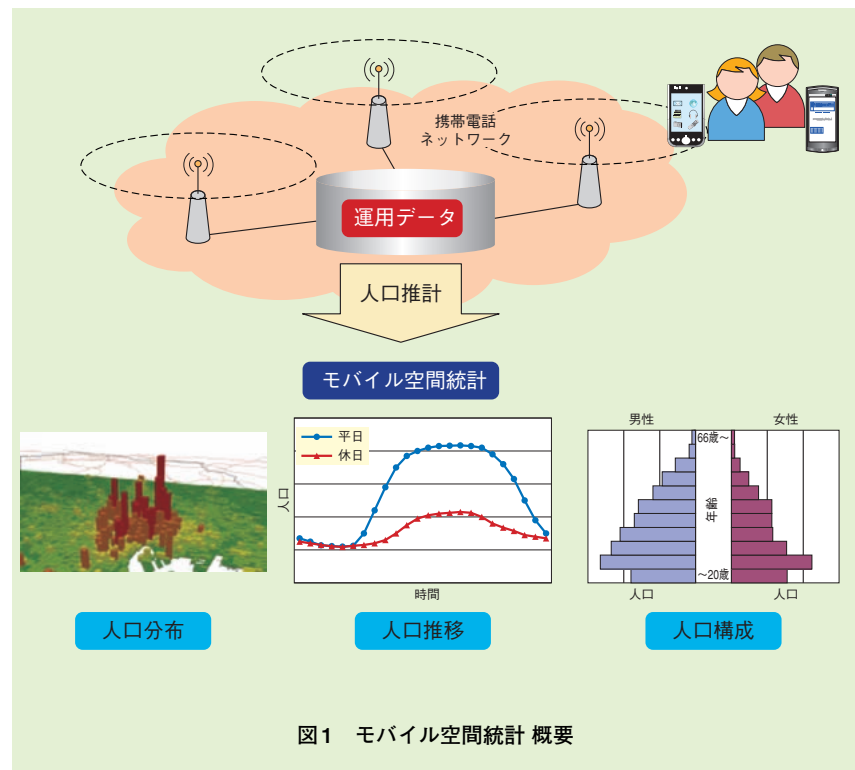 携帯電話
ネットワーク
運用データ
人口推計
モバイル空間統計
平日
休日
人口
時間
男性
女性
66歳~
年齢
~20歳
人口
人口
人口分布
人口推移
人口構成
図1 モバイル空間統計 概要